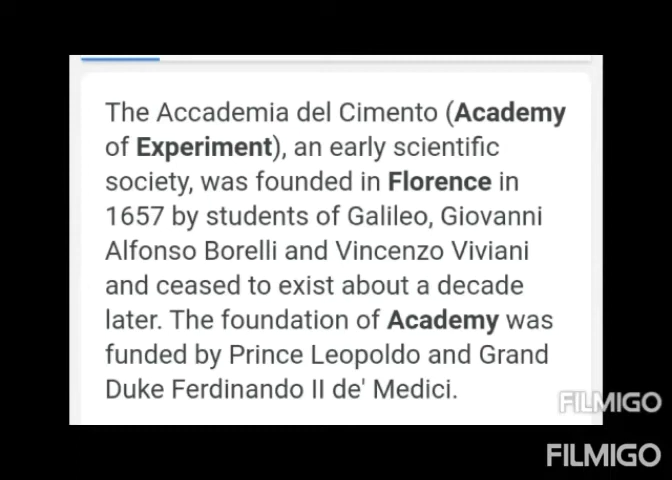 The Accademia del Cimento (Academy
of Experiment), an early scientific
society, was founded in Florence in
1657 by students of Galileo, Giovanni
Alfonso Borelli and Vincenzo Viviani
and ceased to exist about a decade
later. The foundation of Academy was
funded by Prince Leopoldo and Grand
Duke Ferdinando II de' Medici.
FILMIGO
FILMIGO